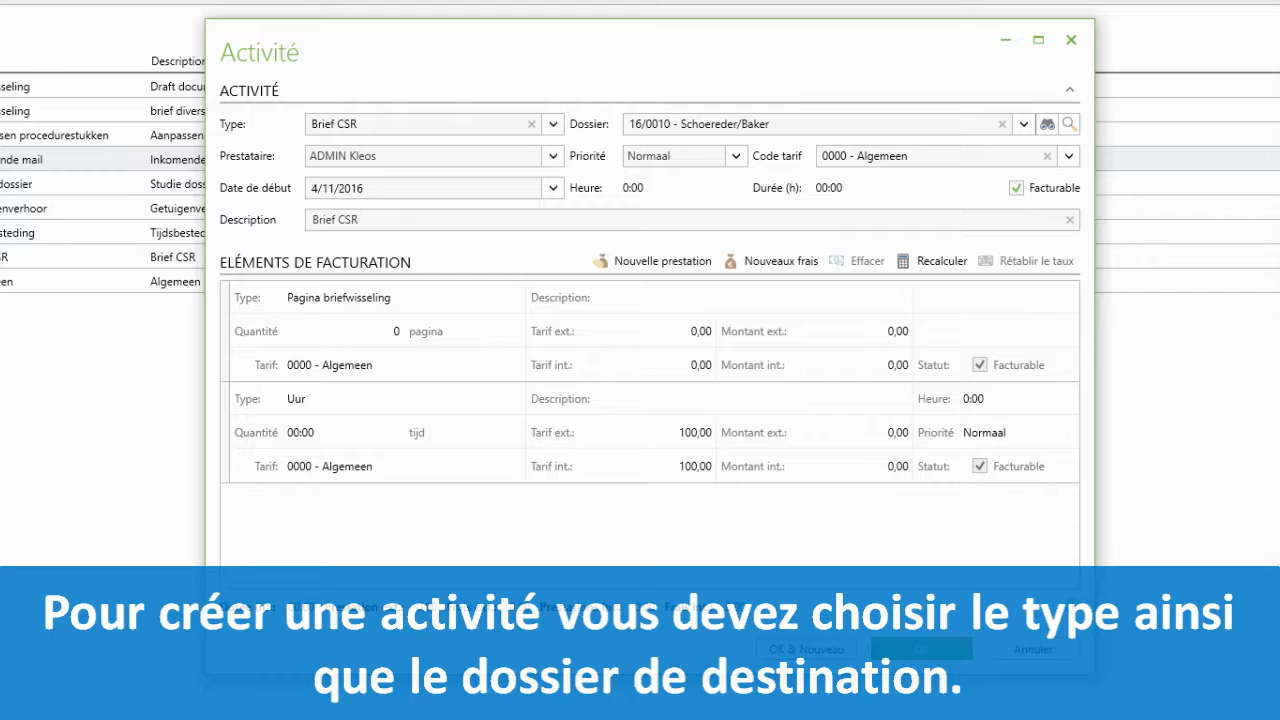 Description
sseling Draft docu
sseling brief divers
sen procedurestukken Aanpassen
nde mail Inkomende
dossier Studie doss
enverhoor Getuigenv
steding Tijdsbested
SR Brief CSR
een Algemeen
Activité
ACTIVITÉ
Type: Brief CSR Dossier: 16/0010 - Schoereder/Baker
Prestataire: ADMIN Kleos Priorité Normaal Code tarif 0000 - Algemeen
Date de début 4/11/2016 Heure: 0:00 Durée (h): 00:00 Facturable
Description Brief CSR
ELÉMENTS DE FACTURATION Nouvelle prestation Nouveaux frais Effacer Recalculer Rétablir le taux
Type: Pagina briefwisseling Description:
Quantité 0 pagina Tarif ext.: 0,00 Montant ext.: 0,00
Tarif: 0000 - Algemeen Tarif int.: 0,00 Montant int.: 0,00 Statut: Facturable
Type: Uur Description: Heure: 0:00
Quantité 00:00 tijd Tarif ext.: 100,00 Montant ext.: 0,00 Priorité Normaal
Tarif: 0000 - Algemeen Tarif int.: 100,00 Montant int.: 0,00 Statut: Facturable
Pour créer une activité vous devez choisir le type ainsi
OK & Nouveau OK Annuler
que le dossier de destination.